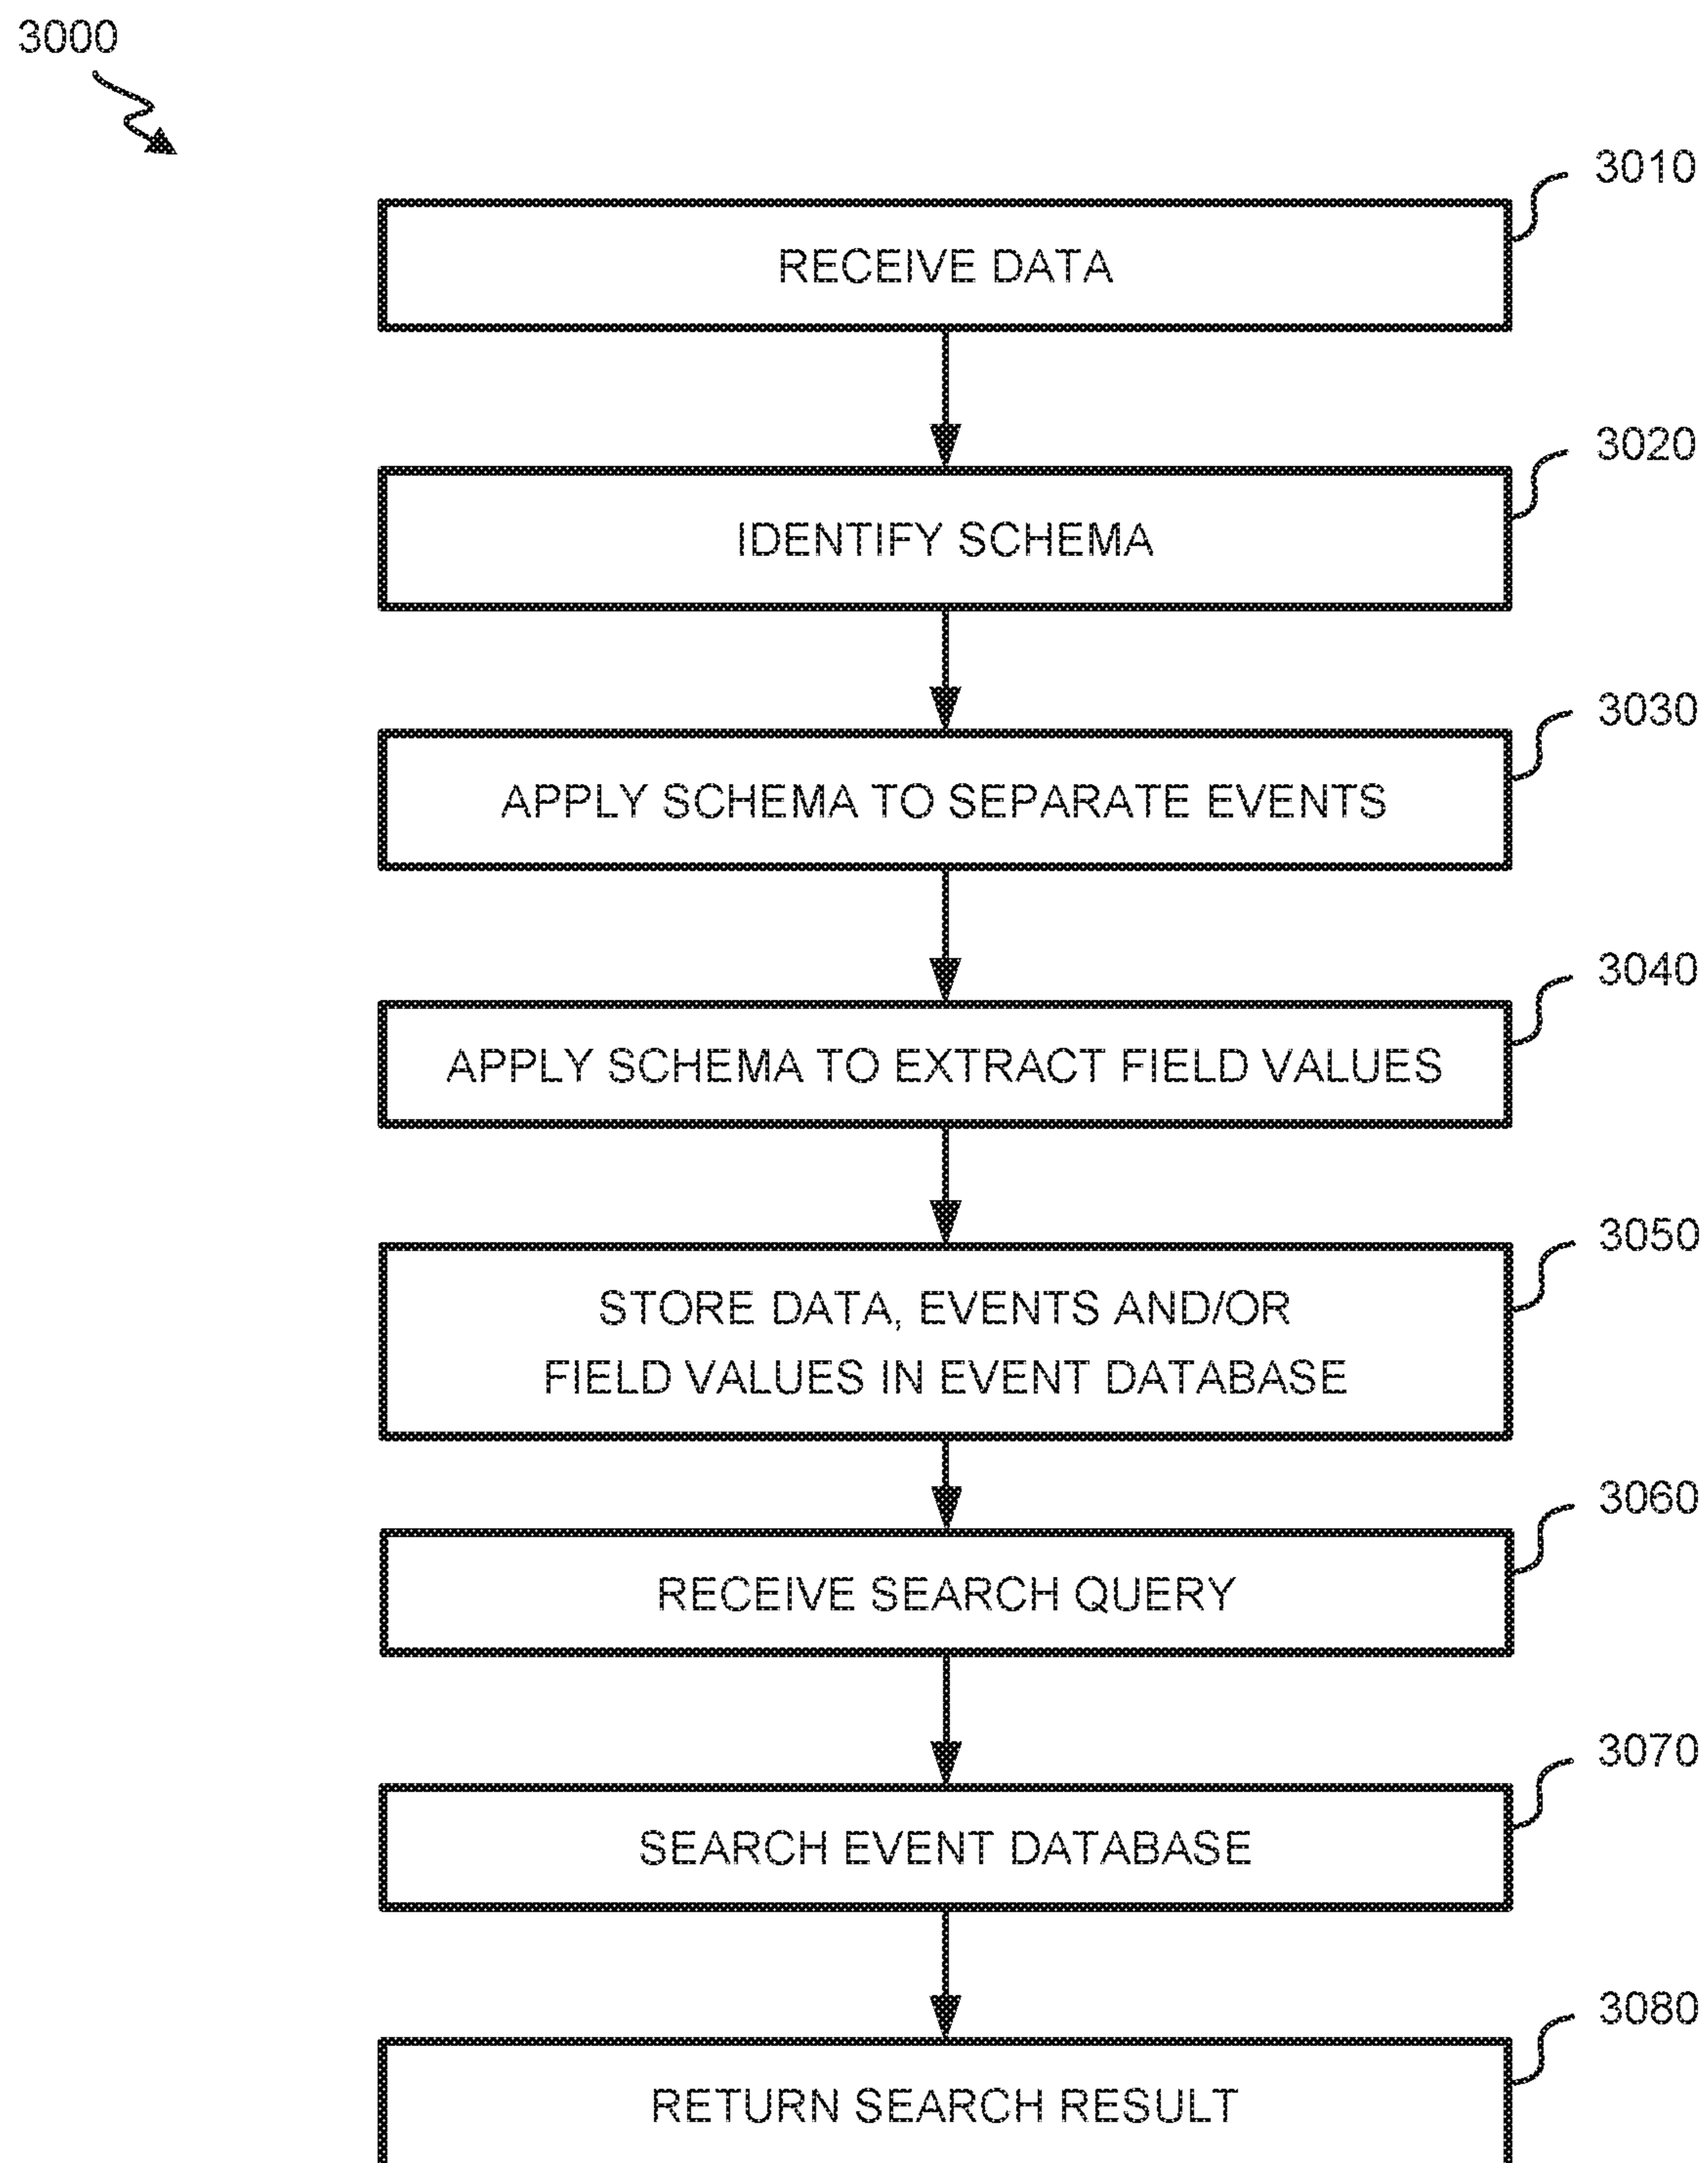 3000
3010
RECEIVE DATA
3020
IDENTIFY SCHEMA
3030
APPLY SCHEMA TO SEPARATE EVENTS
3040
APPLY SCHEMA TO EXTRACT FIELD VALUES
3050
STORE DATA, EVENTS AND/OR
FIELD VALUES IN EVENT DATABASE
3060
RECEIVE SEARCH QUERY
3070
SEARCH EVENT DATABASE
3080
RETURN SEARCH RESULT